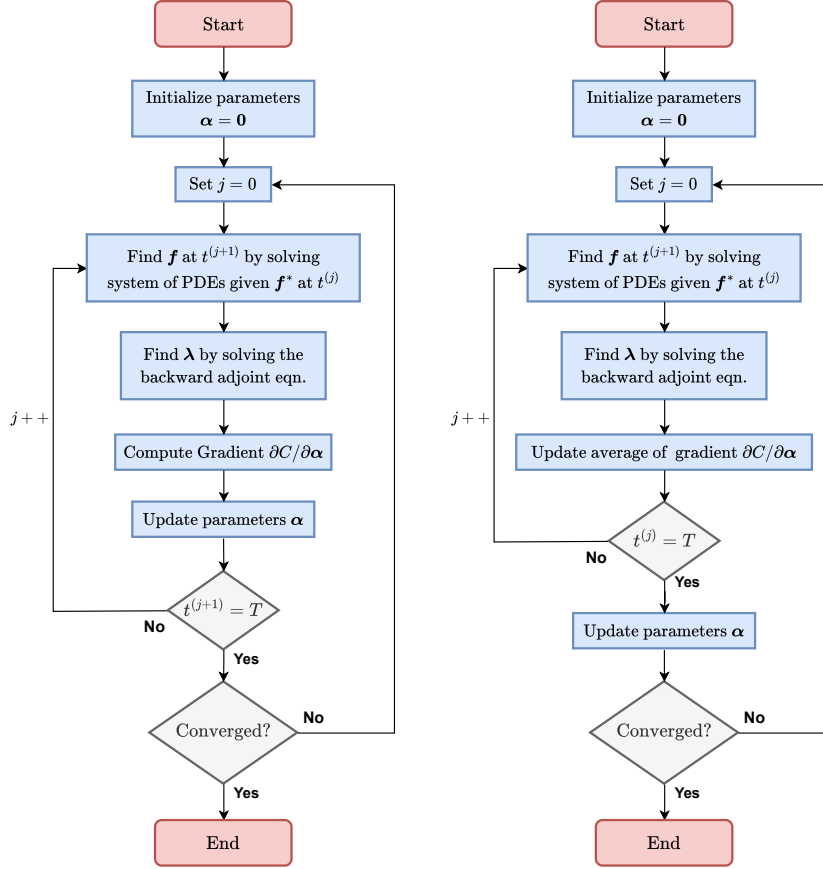 Start
Initialize parameters
α = 0
Set j = 0
Find f at t^(j+1) by solving
system of PDEs given f* at t^(j)
Find λ by solving the
backward adjoint eqn.
j++
Compute Gradient ∂C/∂α
Update parameters α
t^(j+1) = T
No
Yes
Converged?
No
Yes
End
Start
Initialize parameters
α = 0
Set j = 0
Find f at t^(j+1) by solving
system of PDEs given f* at t^(j)
Find λ by solving the
backward adjoint eqn.
j++
Update average of gradient ∂C/∂α
t^(j) = T
No
Yes
Update parameters α
Converged?
No
Yes
End